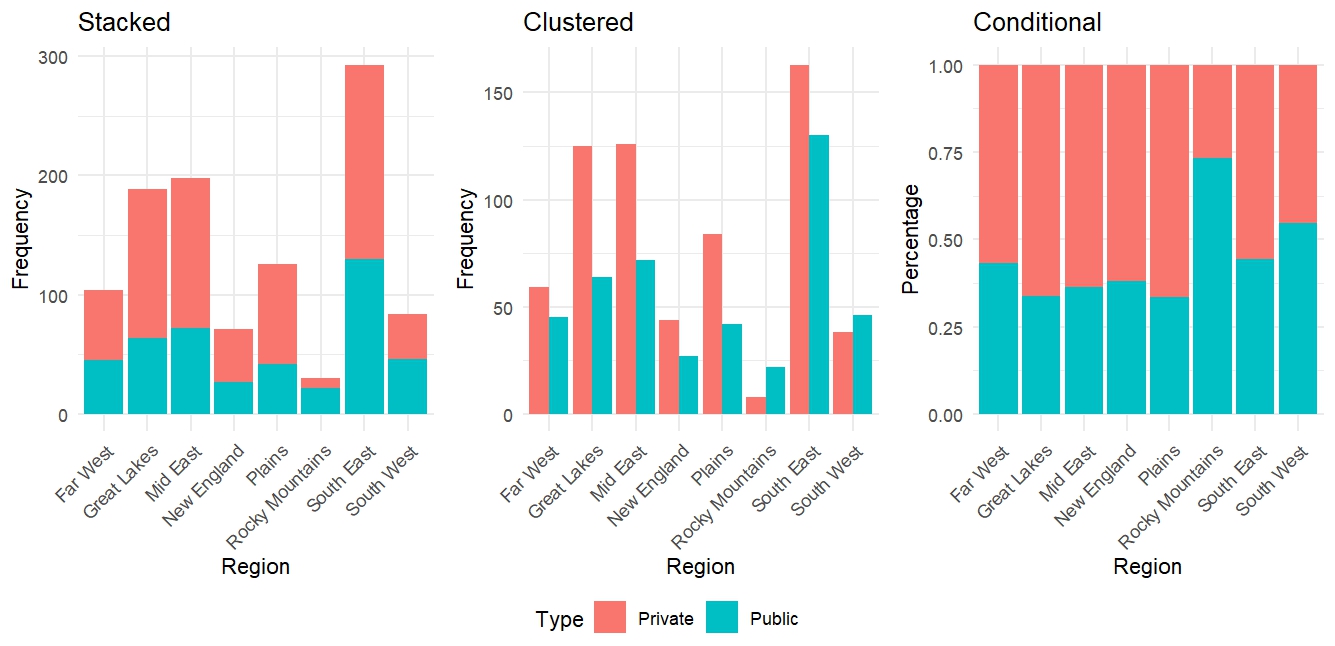 Stacked
Frequency
300
200
100
0
Far West
Great Lakes
Mid East
New England
Plains
Rocky Mountains
South East
South West
Region
Clustered
Frequency
150
100
50
0
Far West
Great Lakes
Mid East
New England
Plains
Rocky Mountains
South East
South West
Region
Conditional
Percentage
1.00
0.75
0.50
0.25
0.00
Far West
Great Lakes
Mid East
New England
Plains
Rocky Mountains
South East
South West
Region
Type Private Public